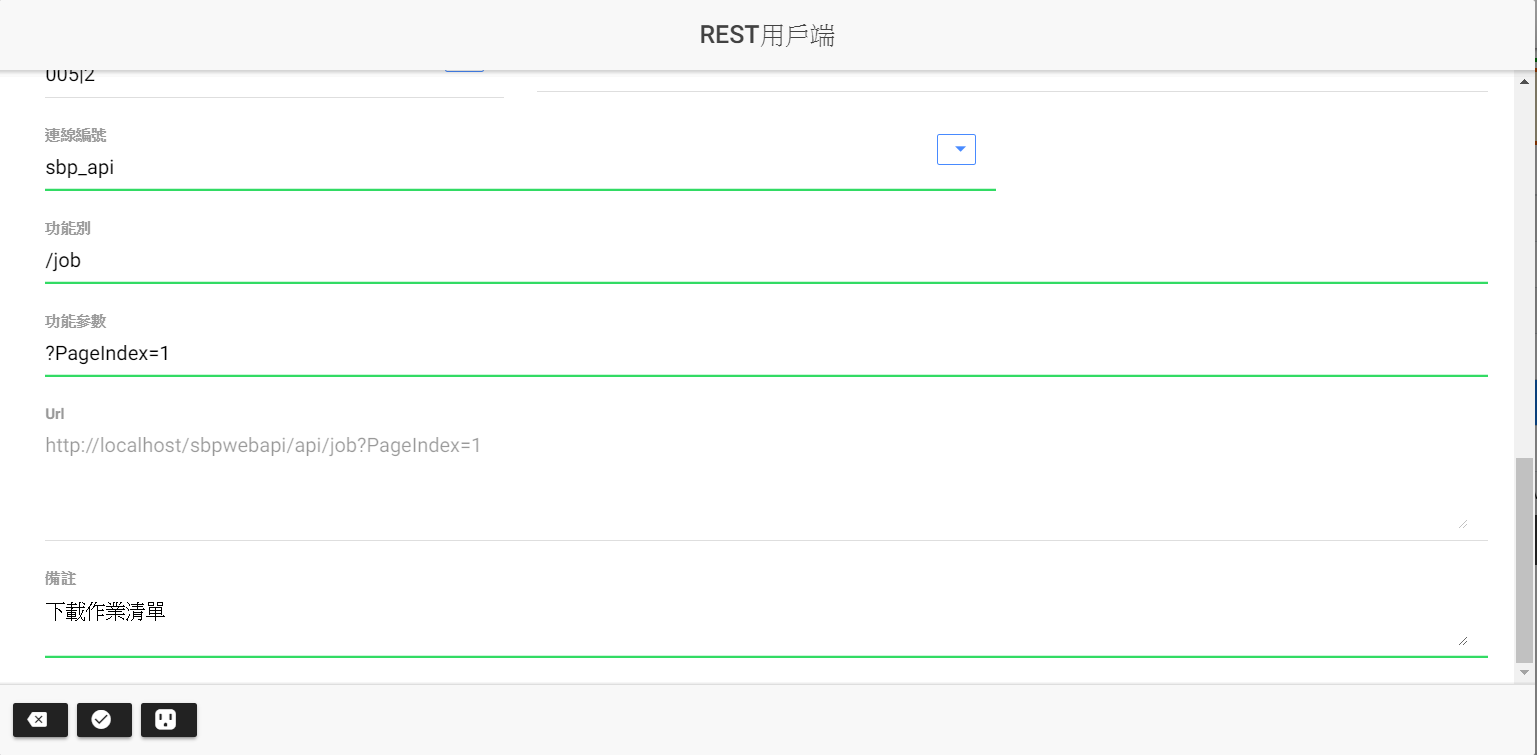 REST用戶端
005|2
連線編號
sbp_api
功能別
/job
功能參數
?PageIndex=1
Url
http://localhost/sbpwebapi/api/job?PageIndex=1
備註
下載作業清單